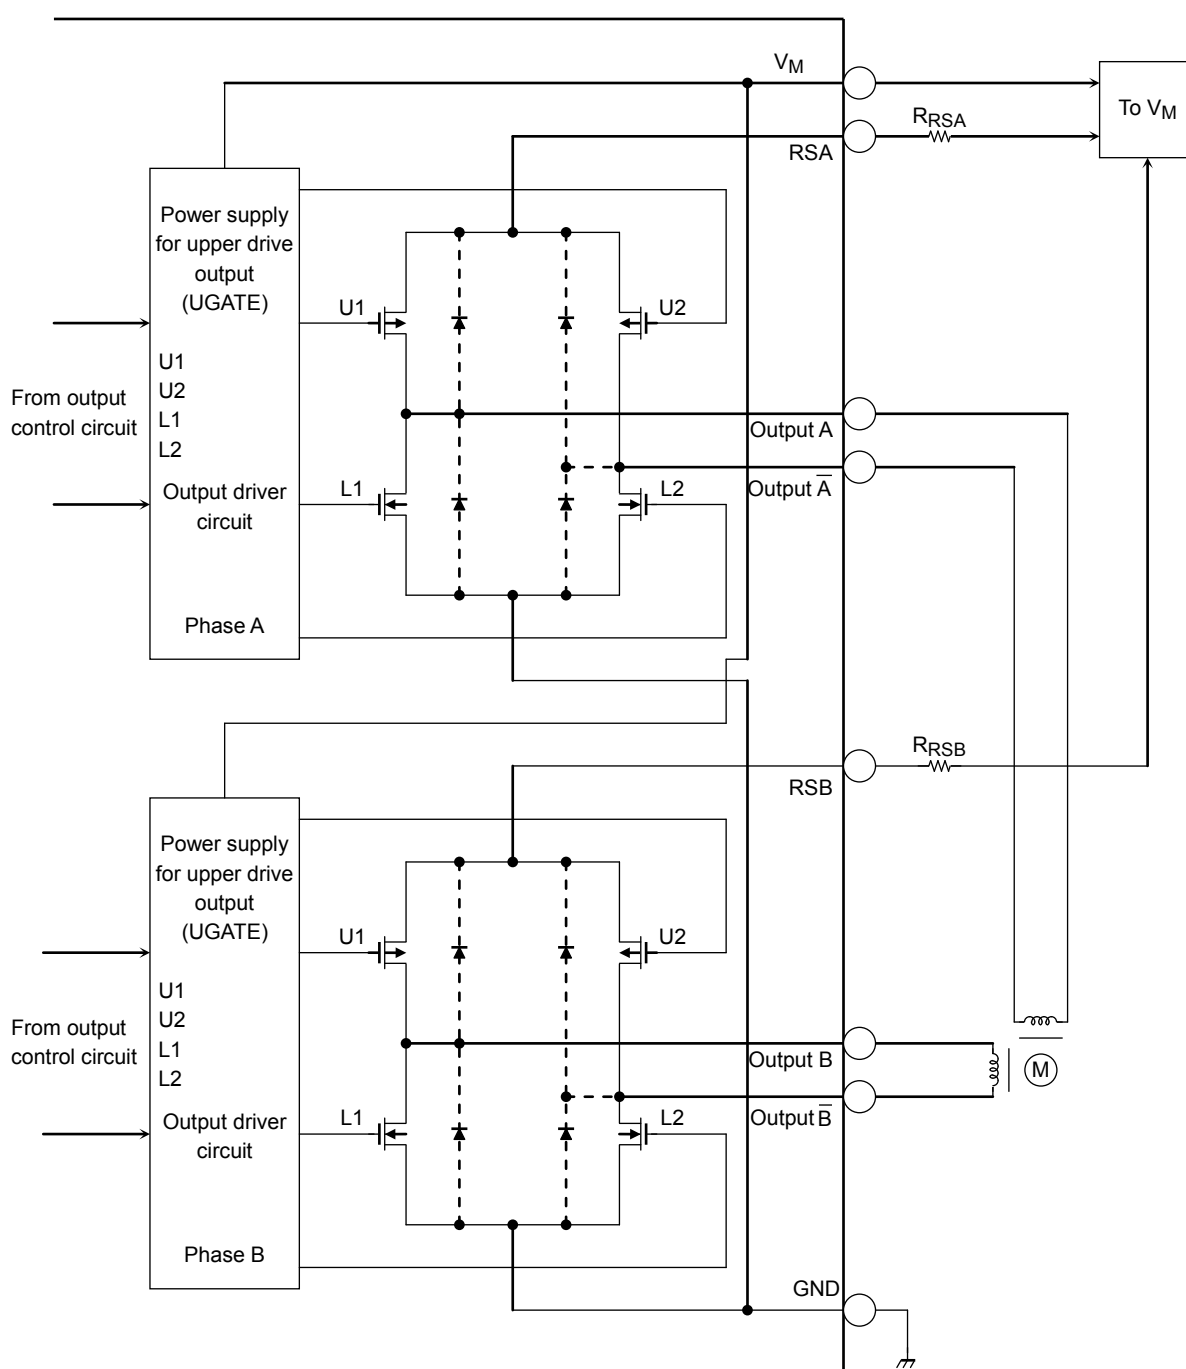 V_M
R_RSA
To V_M
RSA
Power supply
for upper drive
output
(UGATE)
U1
U2
U1
U2
L1
L2
From output
control circuit
Output A
Output A̅
L1
L2
Output driver
circuit
Phase A
R_RSB
RSB
Power supply
for upper drive
output
(UGATE)
U1
U2
U1
U2
L1
L2
From output
control circuit
Output B
M
Output B̅
L1
L2
Output driver
circuit
Phase B
GND